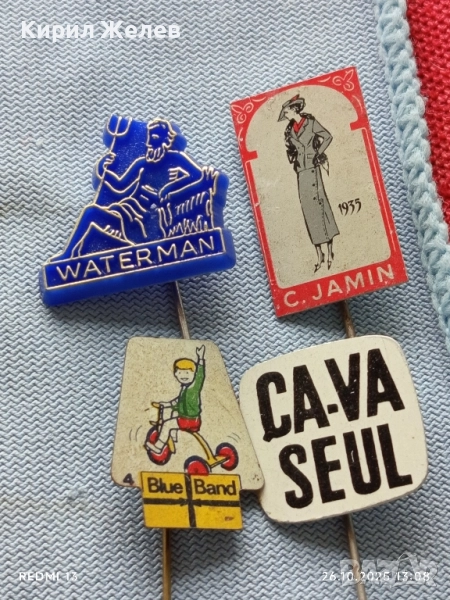 Кирил Желев
WATERMAN
1935
C. JAMIN
4
Blue Band
CA-VA
SEUL
REDMI 13
26.10.2025 13:08